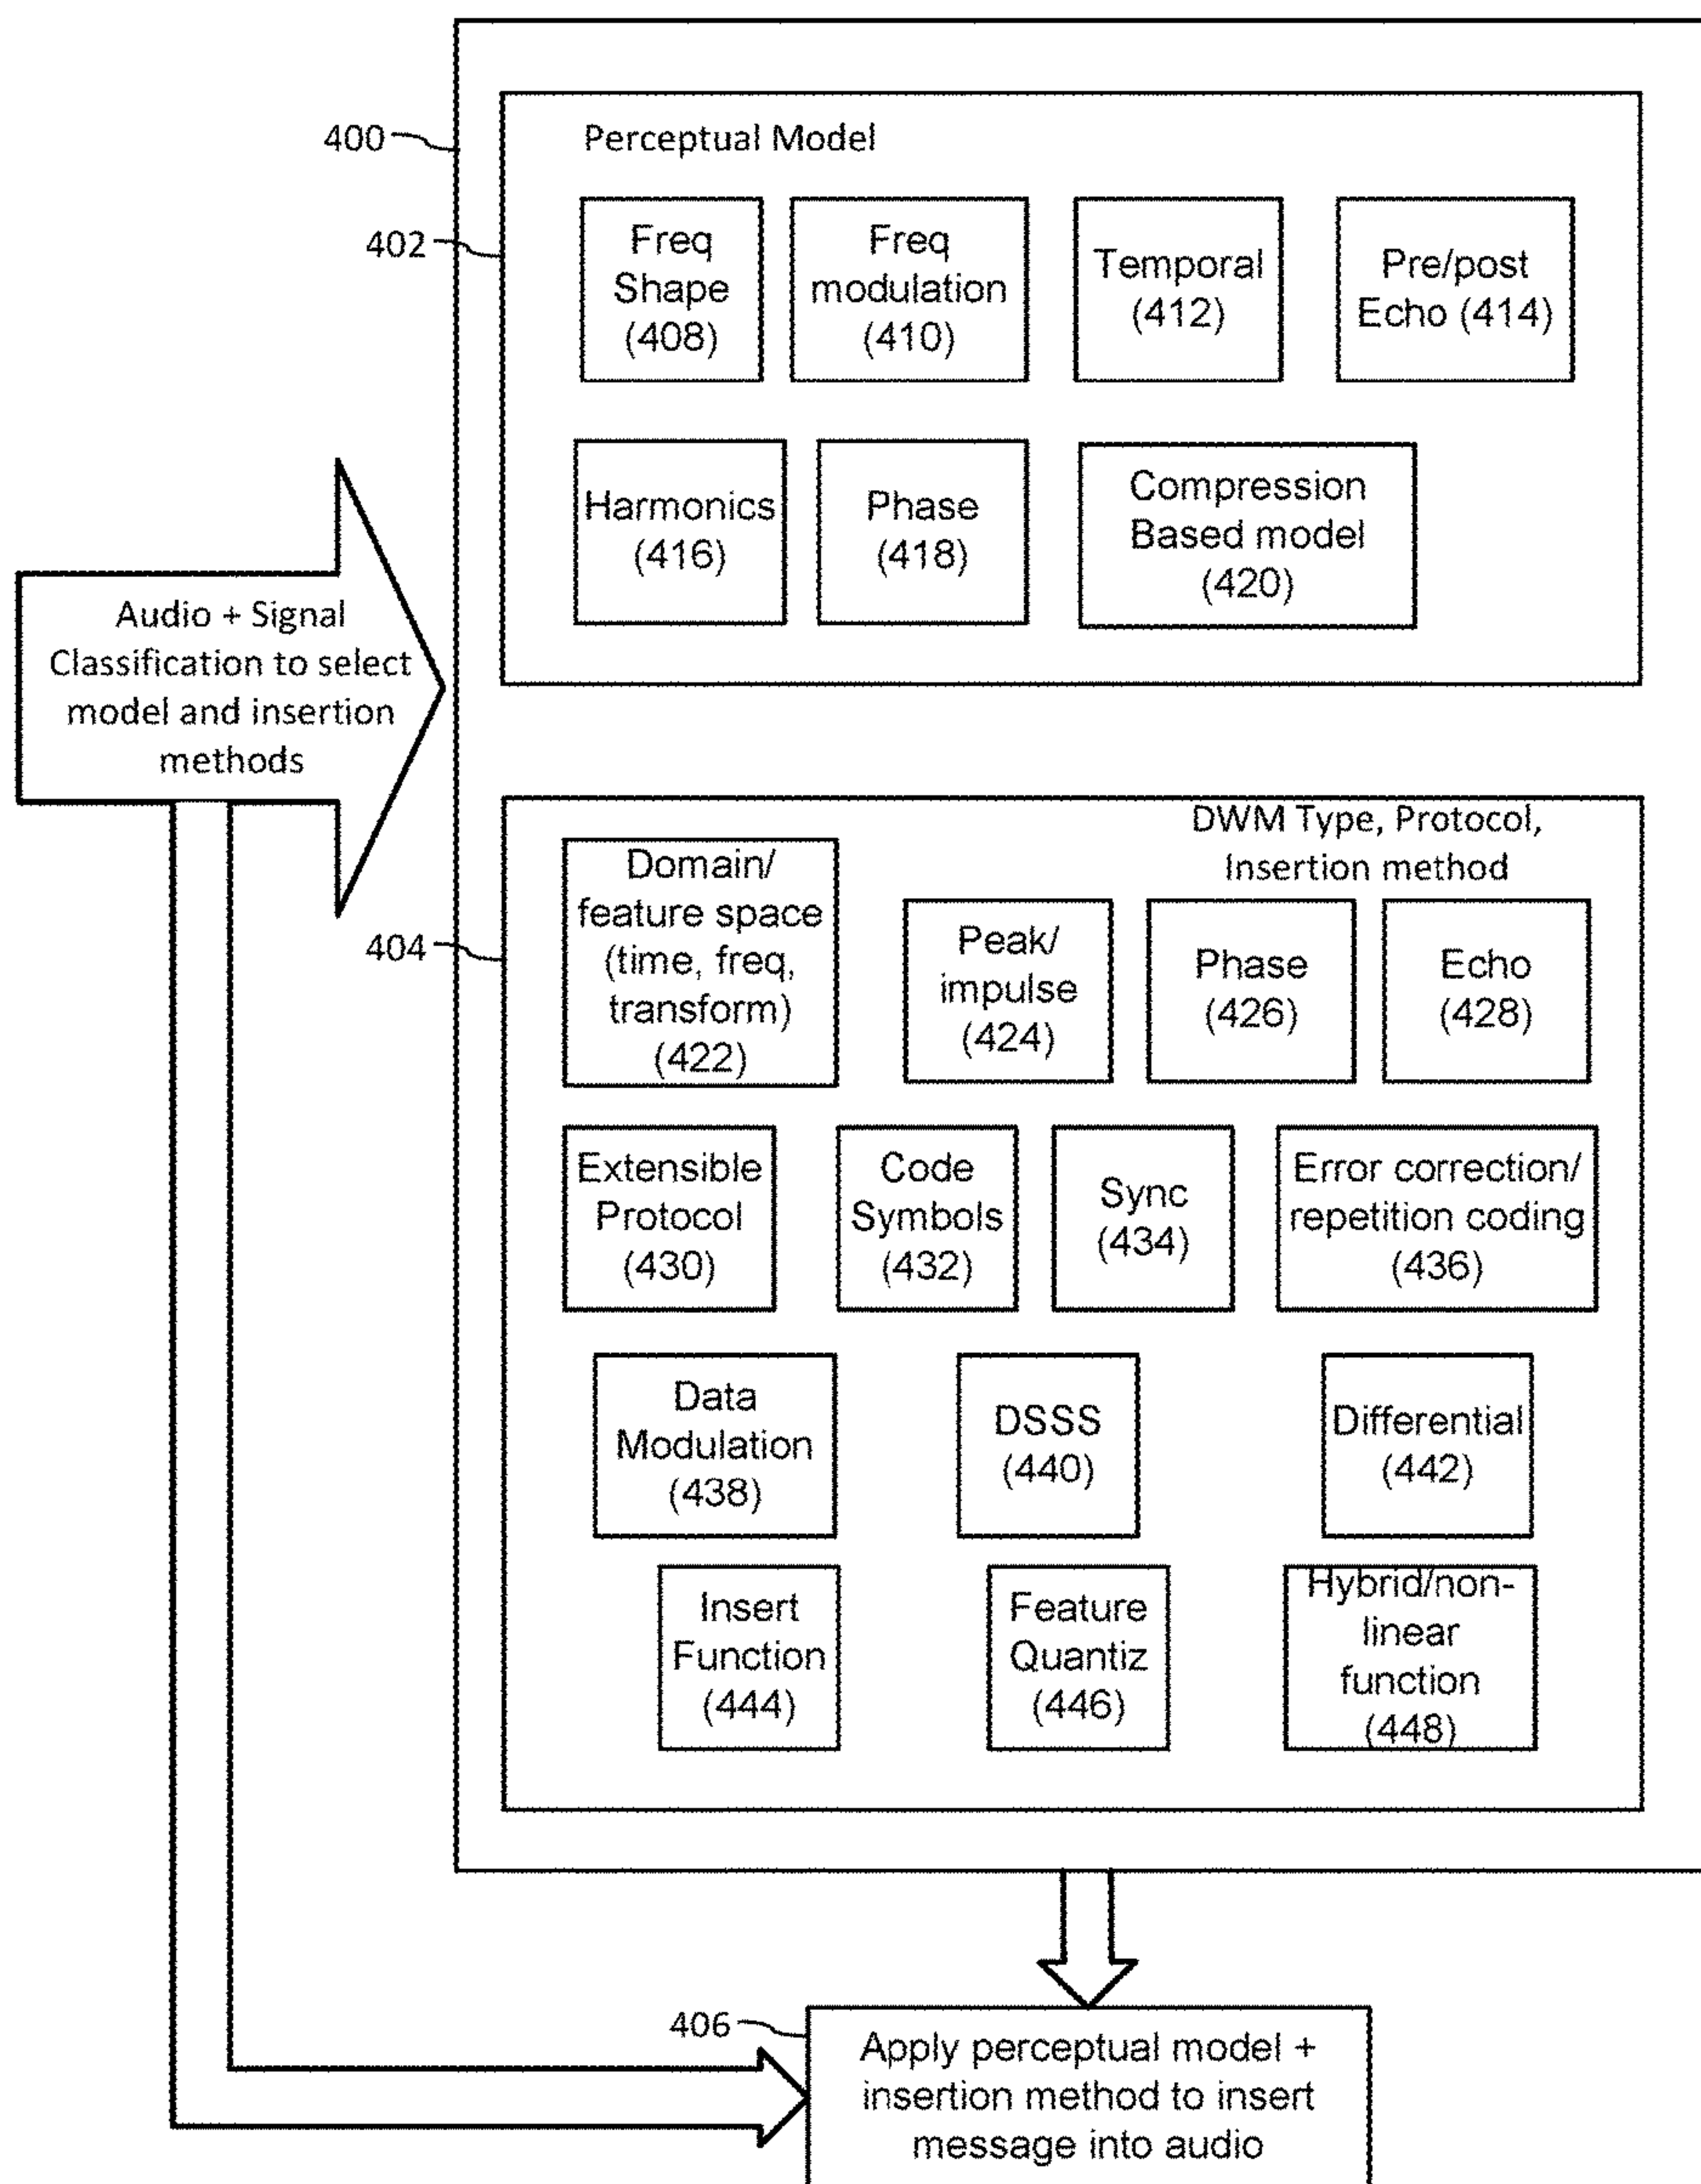 400
Perceptual Model
402
Freq
Shape
(408)
Freq
modulation
(410)
Temporal
(412)
Pre/post
Echo (414)
Harmonics
(416)
Phase
(418)
Compression
Based model
(420)
Audio + Signal
Classification to select
model and insertion
methods
404
DWM Type, Protocol,
Insertion method
Domain/
feature space
(time, freq,
transform)
(422)
Peak/
impulse
(424)
Phase
(426)
Echo
(428)
Extensible
Protocol
(430)
Code
Symbols
(432)
Sync
(434)
Error correction/
repetition coding
(436)
Data
Modulation
(438)
DSSS
(440)
Differential
(442)
Insert
Function
(444)
Feature
Quantiz
(446)
Hybrid/non-
linear
function
(448)
406
Apply perceptual model +
insertion method to insert
message into audio